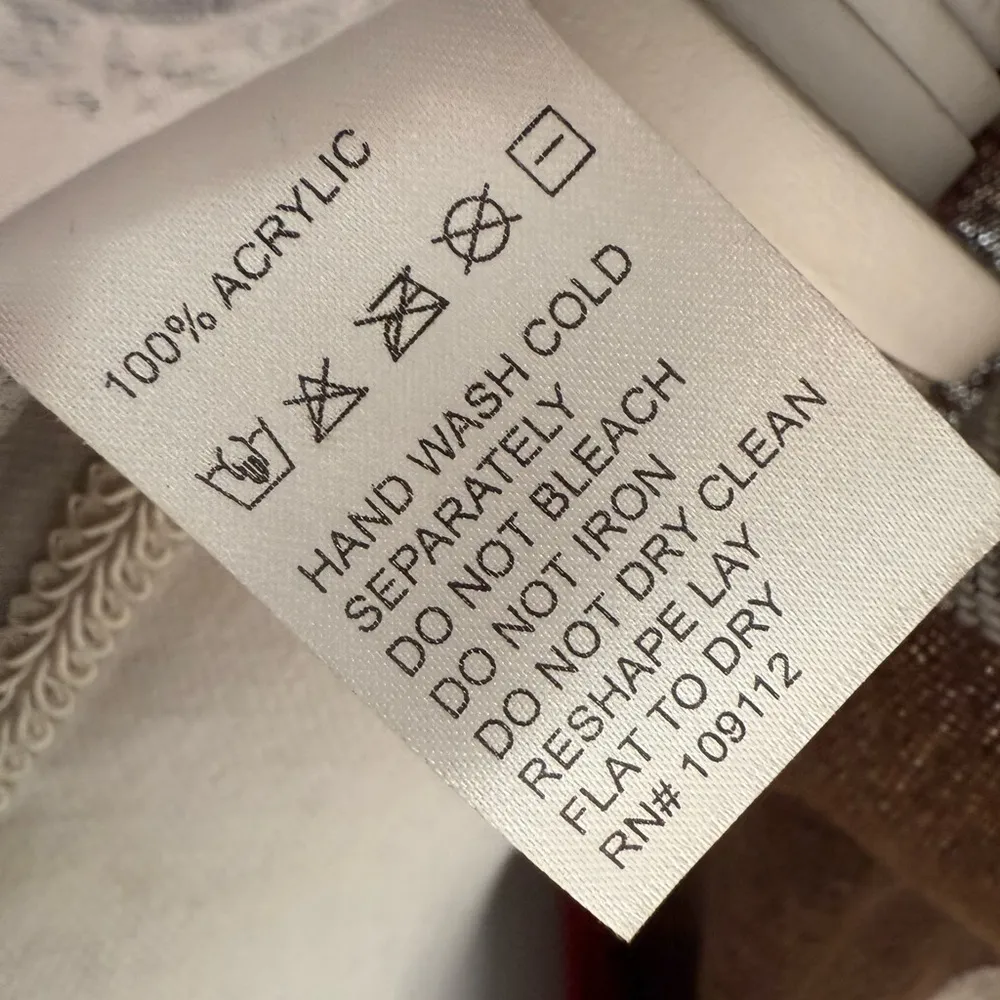 100% ACRYLIC
HAND WASH COLD
SEPARATELY
DO NOT BLEACH
DO NOT IRON
DO NOT DRY CLEAN
RESHAPE LAY
FLAT TO DRY
RN# 109112